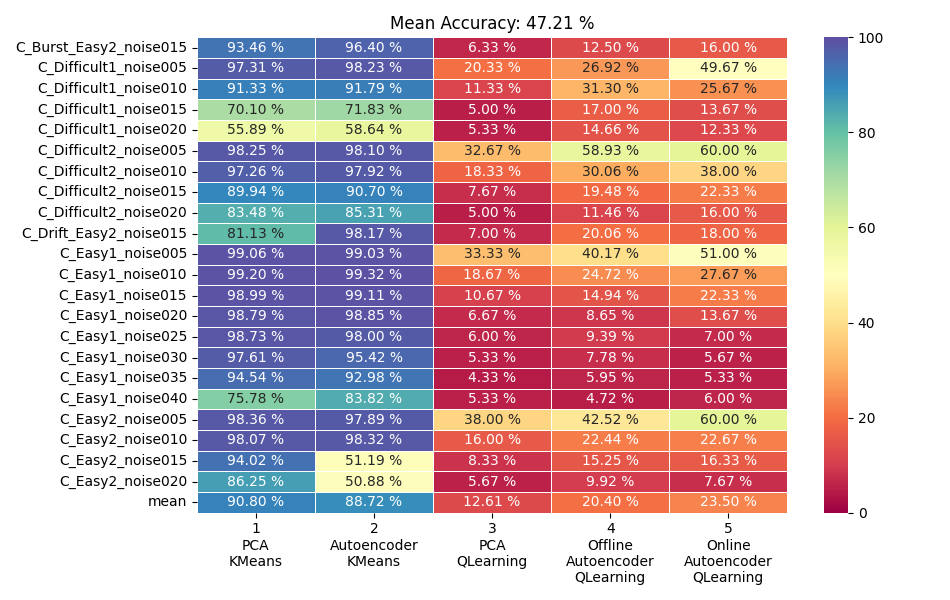 Mean Accuracy: 47.21 %
C_Burst_Easy2_noise015 93.46 % 96.40 % 6.33 % 12.50 % 16.00 %
C_Difficult1_noise005 97.31 % 98.23 % 20.33 % 26.92 % 49.67 %
C_Difficult1_noise010 91.33 % 91.79 % 11.33 % 31.30 % 25.67 %
C_Difficult1_noise015 70.10 % 71.83 % 5.00 % 17.00 % 13.67 %
C_Difficult1_noise020 55.89 % 58.64 % 5.33 % 14.66 % 12.33 %
C_Difficult2_noise005 98.25 % 98.10 % 32.67 % 58.93 % 60.00 %
C_Difficult2_noise010 97.26 % 97.92 % 18.33 % 30.06 % 38.00 %
C_Difficult2_noise015 89.94 % 90.70 % 7.67 % 19.48 % 22.33 %
C_Difficult2_noise020 83.48 % 85.31 % 5.00 % 11.46 % 16.00 %
C_Drift_Easy2_noise015 81.13 % 98.17 % 7.00 % 20.06 % 18.00 %
C_Easy1_noise005 99.06 % 99.03 % 33.33 % 40.17 % 51.00 %
C_Easy1_noise010 99.20 % 99.32 % 18.67 % 24.72 % 27.67 %
C_Easy1_noise015 98.99 % 99.11 % 10.67 % 14.94 % 22.33 %
C_Easy1_noise020 98.79 % 98.85 % 6.67 % 8.65 % 13.67 %
C_Easy1_noise025 98.73 % 98.00 % 6.00 % 9.39 % 7.00 %
C_Easy1_noise030 97.61 % 95.42 % 5.33 % 7.78 % 5.67 %
C_Easy1_noise035 94.54 % 92.98 % 4.33 % 5.95 % 5.33 %
C_Easy1_noise040 75.78 % 83.82 % 5.33 % 4.72 % 6.00 %
C_Easy2_noise005 98.36 % 97.89 % 38.00 % 42.52 % 60.00 %
C_Easy2_noise010 98.07 % 98.32 % 16.00 % 22.44 % 22.67 %
C_Easy2_noise015 94.02 % 51.19 % 8.33 % 15.25 % 16.33 %
C_Easy2_noise020 86.25 % 50.88 % 5.67 % 9.92 % 7.67 %
mean 90.80 % 88.72 % 12.61 % 20.40 % 23.50 %
1 2 3 4 5
PCA Autoencoder PCA Offline Online
KMeans KMeans QLearning Autoencoder Autoencoder
QLearning QLearning
100
80
60
40
20
0